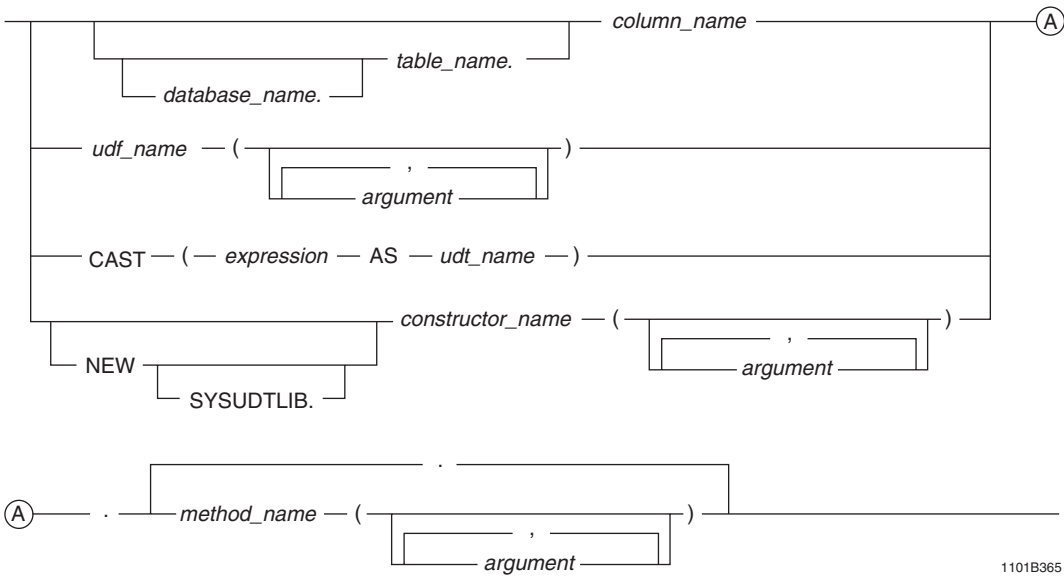 column_name
A
table_name.
database_name.
udf_name ( )
,
argument
CAST ( expression AS udt_name )
constructor_name ( )
NEW
,
argument
SYSUDTLIB.
.
A . method_name ( )
,
argument
1101B365